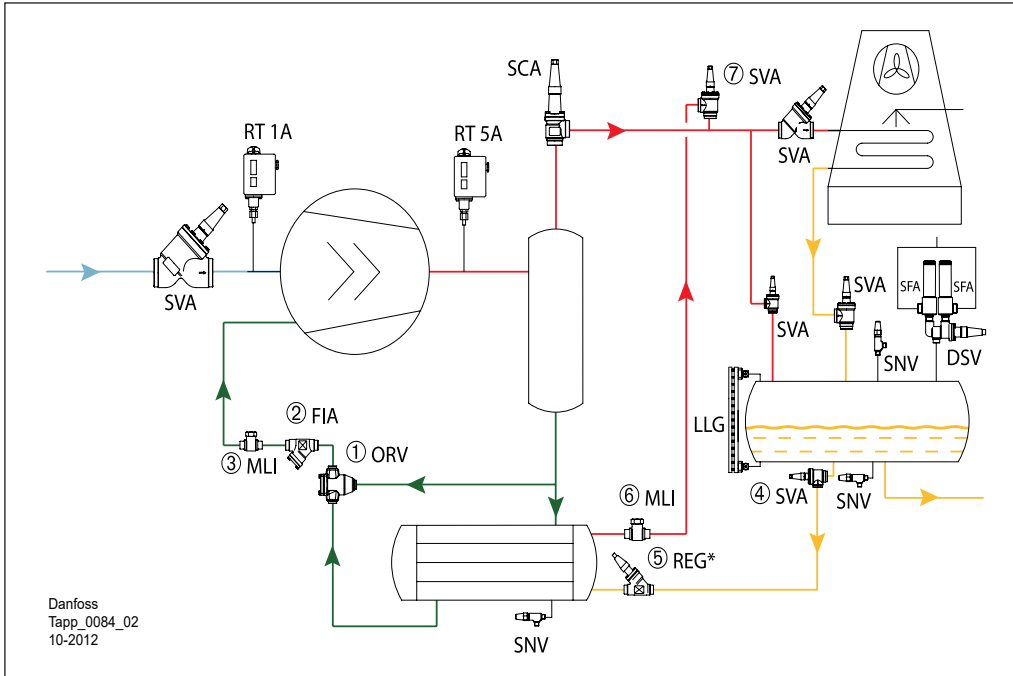 ⑦ SVA
SCA
RT 1A
RT 5A
SVA
SVA
SVA
SVA
SFA
SFA
SNV
DSV
LLG
② FIA
① ORV
③ MLI
④ SVA
SNV
⑥ MLI
⑤ REG*
SNV
Danfoss
Tapp_0084_02
10-2012